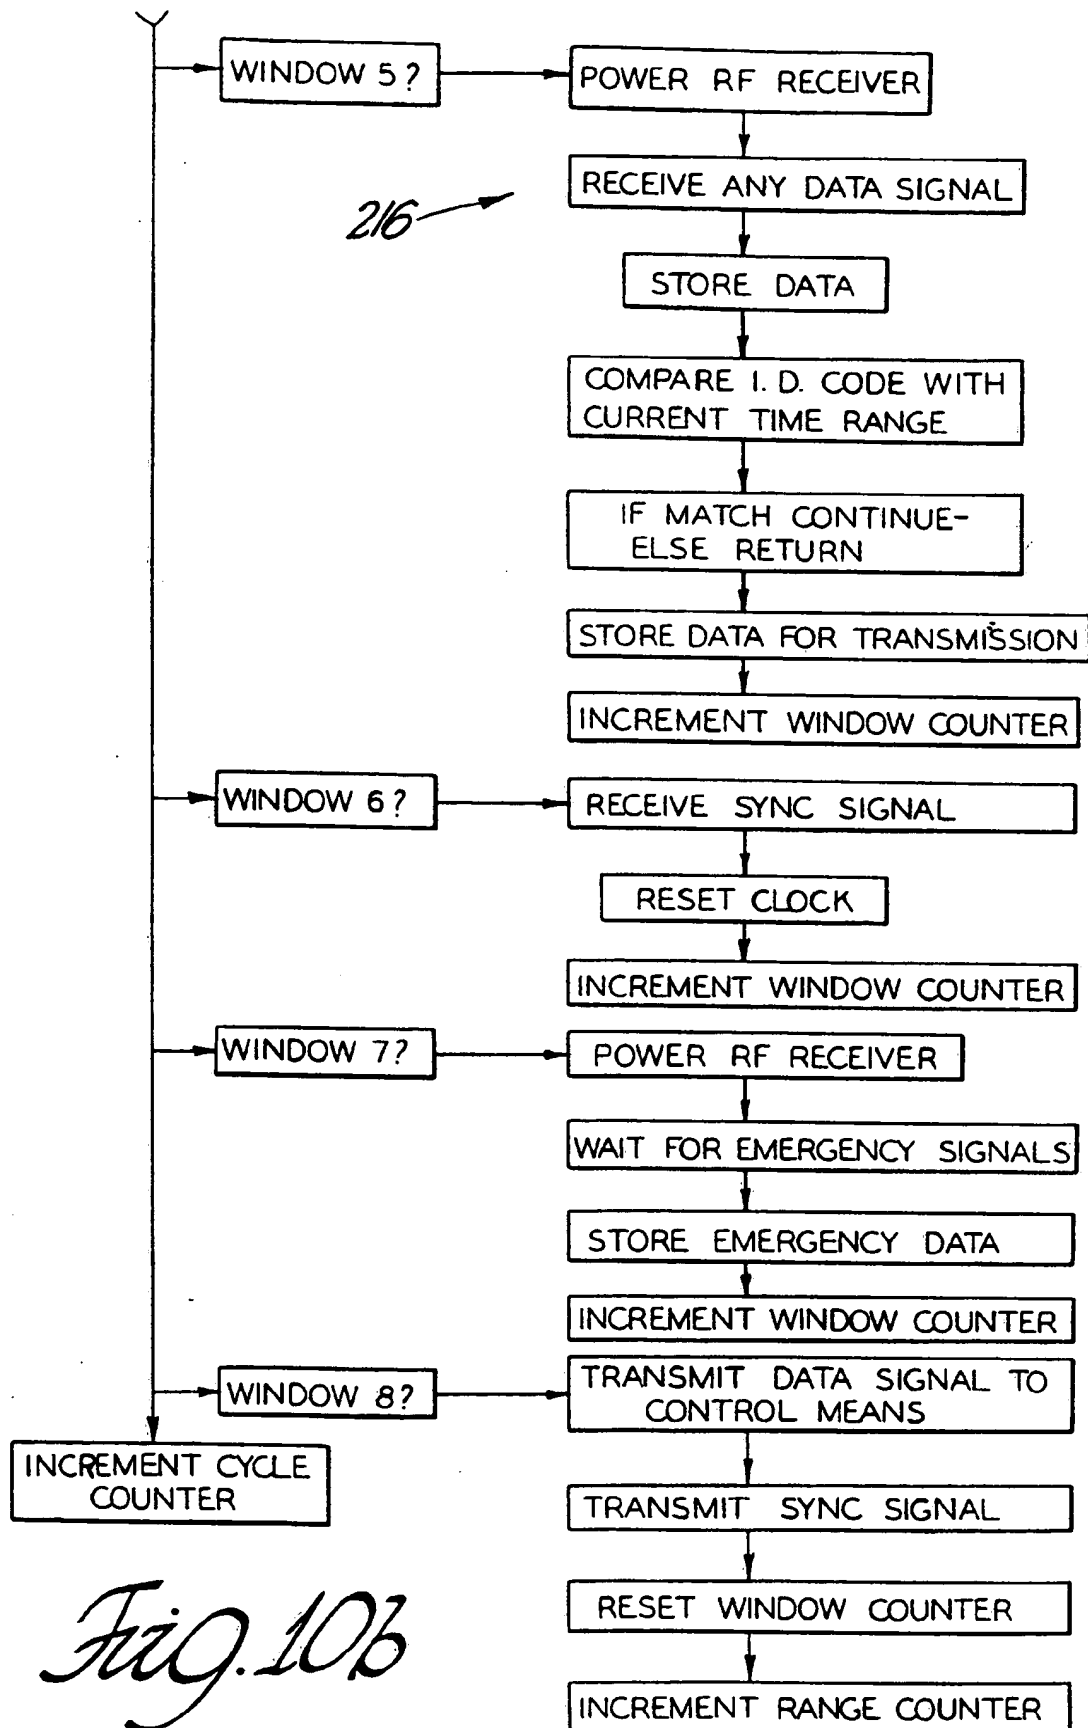 WINDOW 5?
POWER RF RECEIVER
RECEIVE ANY DATA SIGNAL
216
STORE DATA
COMPARE I. D. CODE WITH
CURRENT TIME RANGE
IF MATCH CONTINUE-
ELSE RETURN
STORE DATA FOR TRANSMISSION
INCREMENT WINDOW COUNTER
WINDOW 6?
RECEIVE SYNC SIGNAL
RESET CLOCK
INCREMENT WINDOW COUNTER
WINDOW 7?
POWER RF RECEIVER
WAIT FOR EMERGENCY SIGNALS
STORE EMERGENCY DATA
INCREMENT WINDOW COUNTER
WINDOW 8?
TRANSMIT DATA SIGNAL TO
CONTROL MEANS
INCREMENT CYCLE
COUNTER
TRANSMIT SYNC SIGNAL
RESET WINDOW COUNTER
INCREMENT RANGE COUNTER
Fig. 10b